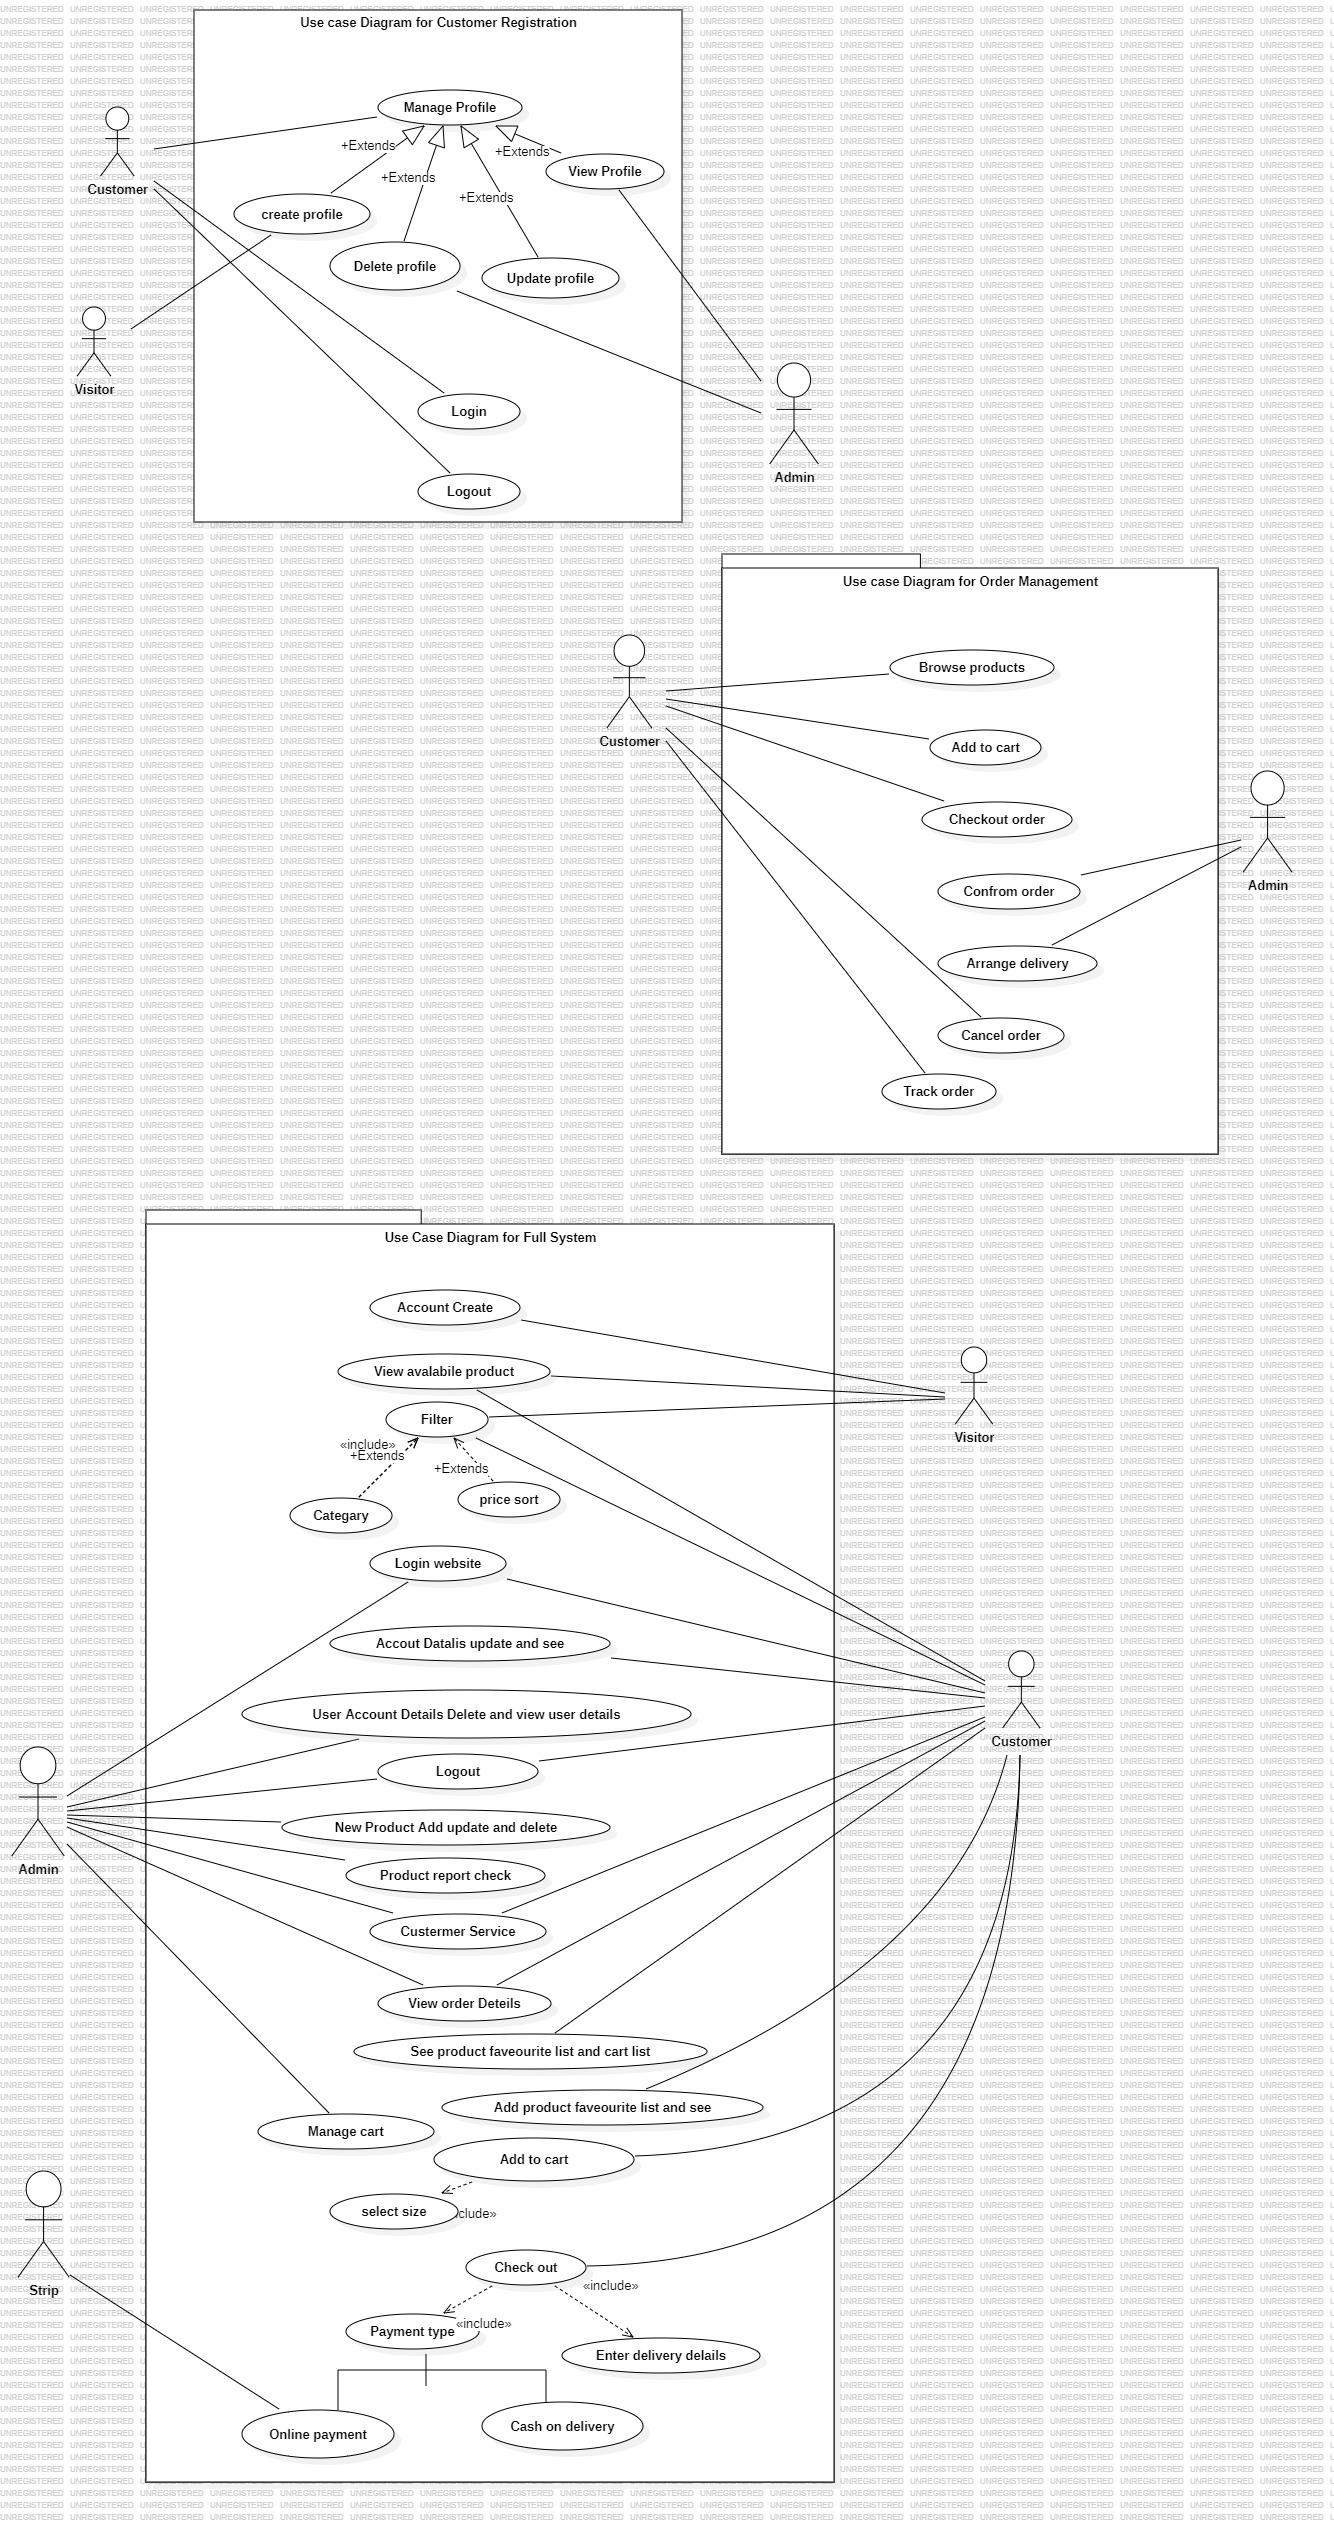 Use case Diagram for Customer Registration
Manage Profile
+Extends
+Extends
View Profile
+Extends
Customer
+Extends
create profile
Delete profile
Update profile
Visitor
Login
Admin
Logout
Use case Diagram for Order Management
Browse products
Customer
Add to cart
Checkout order
Confrom order
Admin
Arrange delivery
Cancel order
Track order
Use Case Diagram for Full System
Account Create
View avalabile product
Filter
Visitor
«include»
+Extends
+Extends
price sort
Categary
Login website
Accout Datalis update and see
User Account Details Delete and view user details
Customer
Logout
New Product Add update and delete
Admin
Product report check
Custermer Service
View order Deteils
See product faveourite list and cart list
Add product faveourite list and see
Manage cart
Add to cart
select size
clude»
Check out
«include»
Strip
«include»
Payment type
Enter delivery delails
Cash on delivery
Online payment
UNREGISTERED